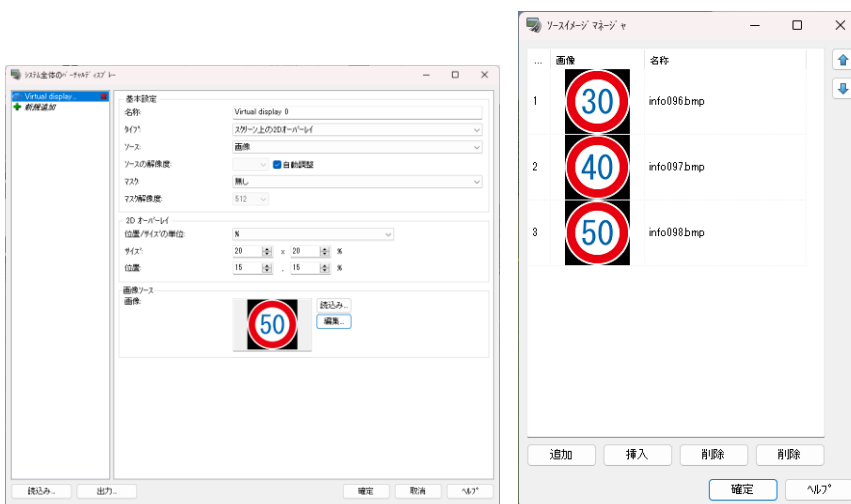 システム全体のバーチャルディスプレー
Virtual display..
新規追加
基本設定
名称:
Virtual display 0
タイプ:
スクリーン上の2Dオーバーレイ
ソース:
画像
ソースの解像度:
自動調整
マスク
無し
マスク解像度:
512
2D オーバーレイ
位置/サイズの単位:
%
サイズ:
20 x 20 %
位置:
15 , 15 %
画像ソース
画像:
50
読込み...
編集...
読込み...
出力...
確定
取消
ヘルプ
ソースイメージ マネージャ
... 画像 名称
1 30 info096.bmp
2 40 info097.bmp
3 50 info098.bmp
追加 挿入 削除 削除
確定 ヘルプ